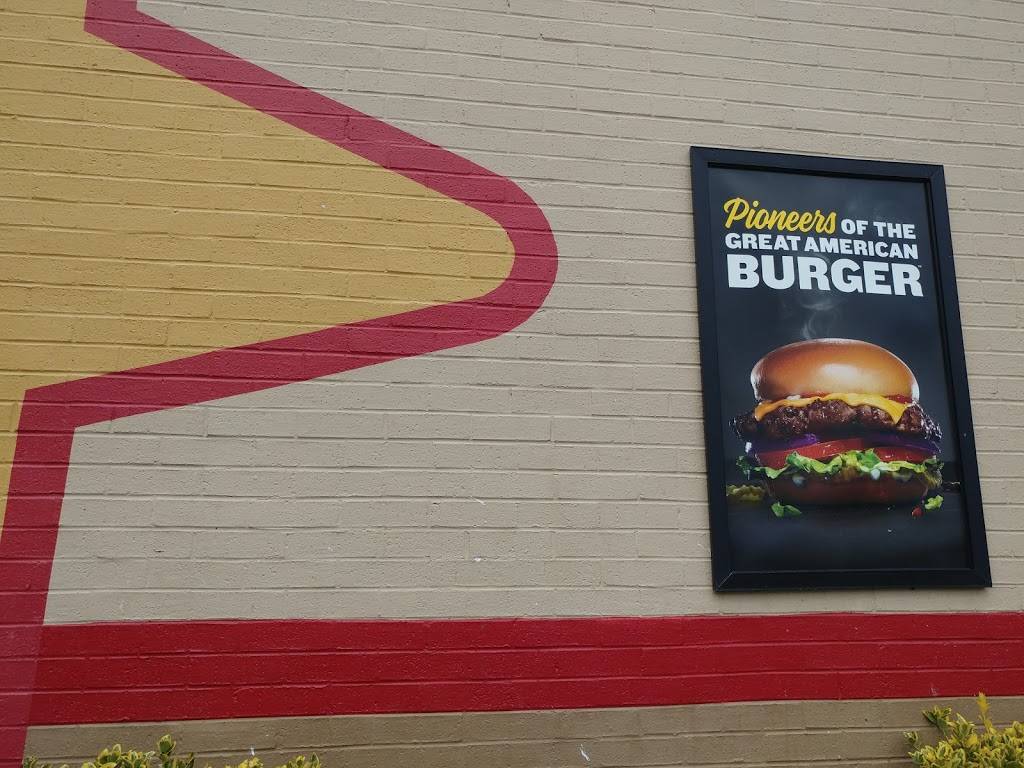 Pioneers OF THE
GREAT AMERICAN
BURGER